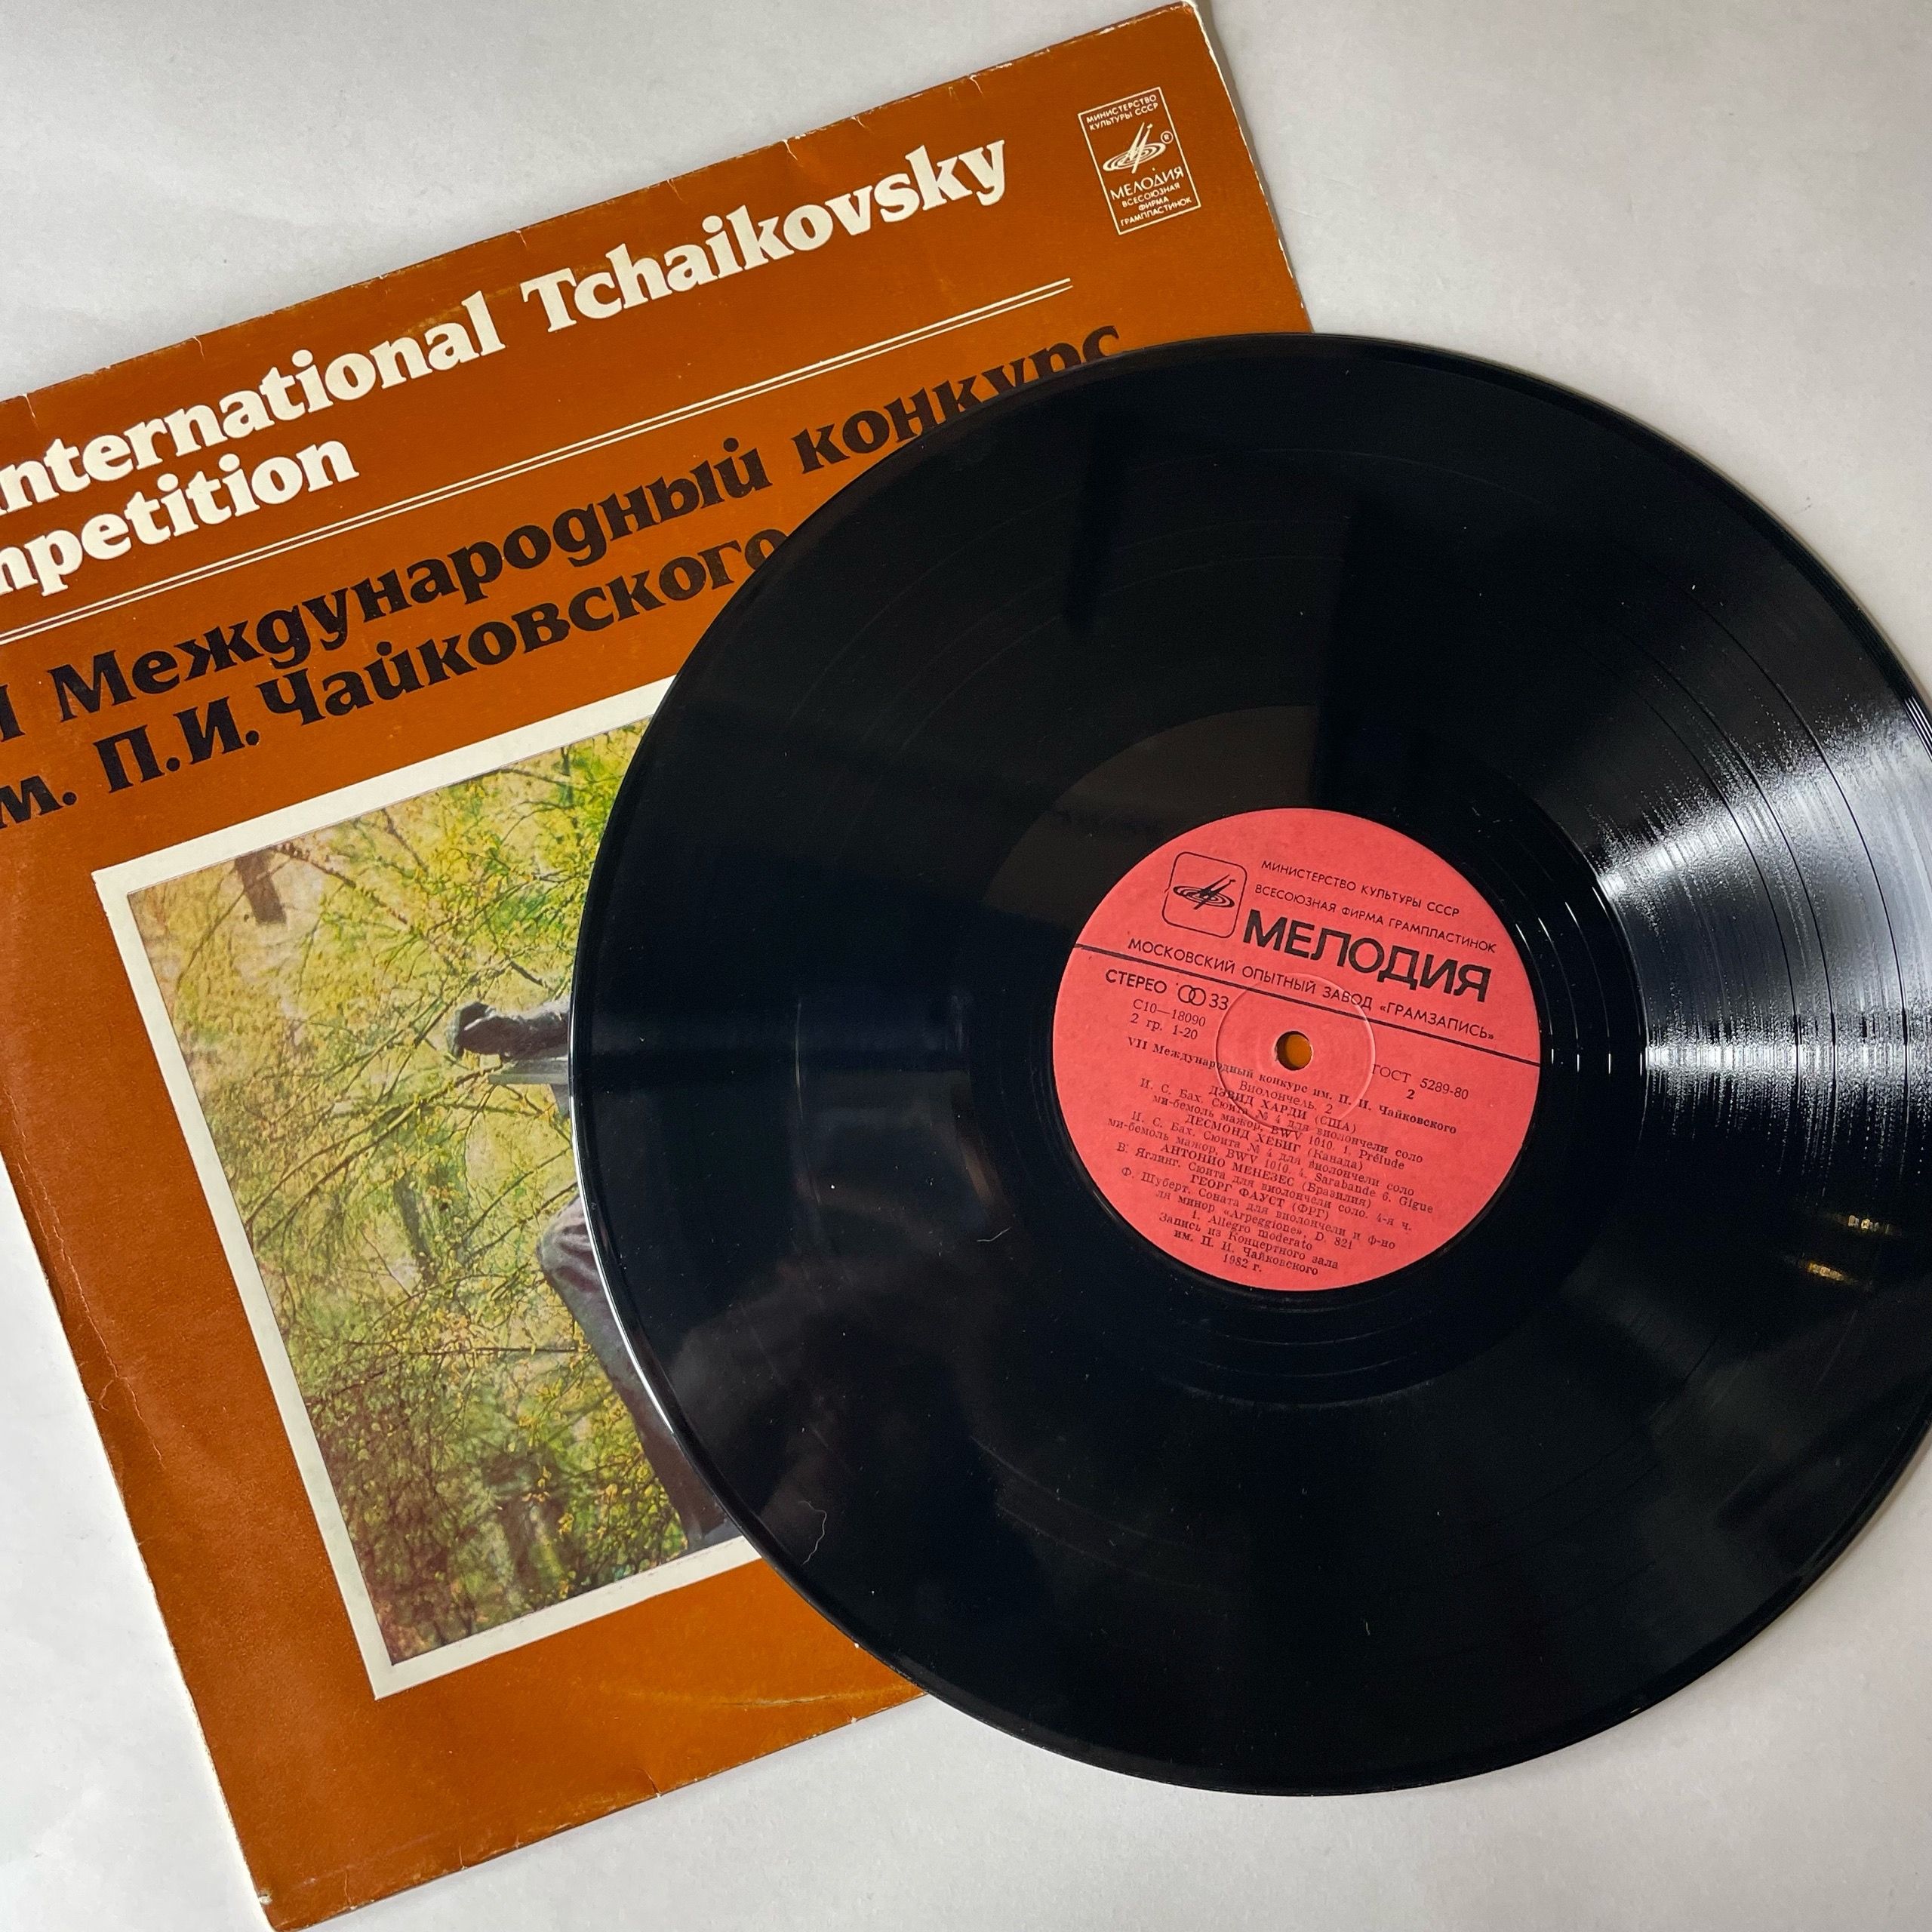 International Tchaikovsky
mpetition
МИНИСТЕРСТВО
КУЛЬТУРЫ СССР
®
МЕЛОДИЯ
ВСЕСОЮЗНАЯ
ФИРМА
ГРАМПЛАСТИНОК
I Международный конкурс
м. П.И. Чайковского
МИНИСТЕРСТВО КУЛЬТУРЫ СССР
ВСЕСОЮЗНАЯ ФИРМА ГРАМПЛАСТИНОК
МЕЛОДИЯ
МОСКОВСКИЙ ОПЫТНЫЙ ЗАВОД «ГРАМЗАПИСЬ»
СТЕРЕО 33
С10—18090
2 гр. 1-20
ГОСТ 5289-80
2
VII Международный конкурс им. П. И. Чайковского
Виолончель. 2
ДЭВИД ХАРДИ (США)
И. С. Бах. Сюита № 4 для виолончели соло
ми-бемоль мажор, BWV 1010. 1. Prélude
ДЕСМОНД ХЕБИГ (Канада)
И. С. Бах. Сюита № 4 для виолончели соло
ми-бемоль мажор, BWV 1010. 4. Sarabande 6. Gigue
АНТОНИО МЕНЕЗЕС (Бразилия)
В. Яглинг. Сюита для виолончели соло. 4-я ч.
ГЕОРГ ФАУСТ (ФРГ)
Ф. Шуберт. Соната для виолончели и ф-но
ля минор «Arpeggione», D. 821
1. Allegro moderato
Запись из Концертного зала
им. П. И. Чайковского
1982 г.